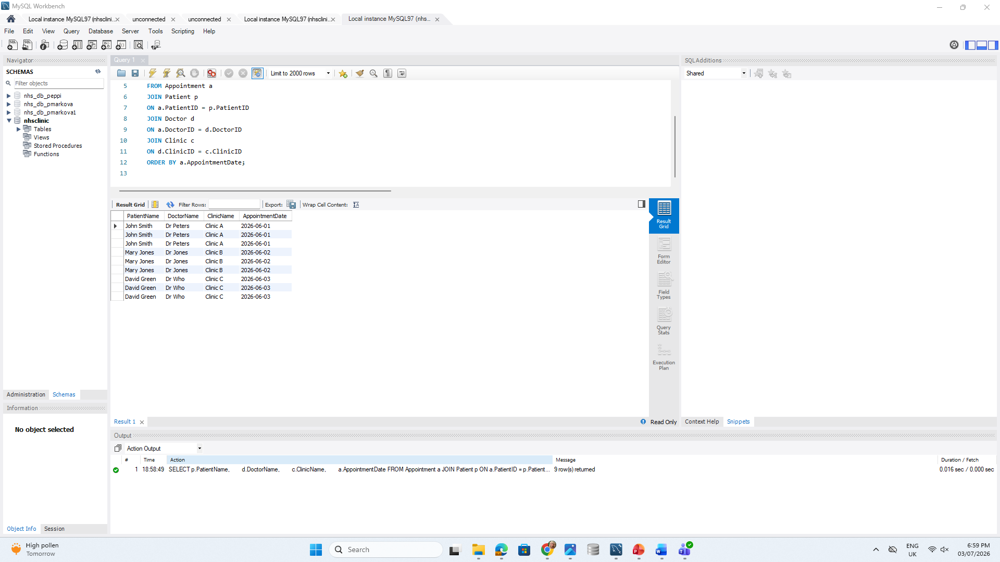 MySQL Workbench
Local instance MySQL97 (nhsclini...
unconnected
unconnected
Local instance MySQL97 (nhsclini...
Local instance MySQL97 (nhs...
File Edit View Query Database Server Tools Scripting Help
Navigator
SCHEMAS
Filter objects
nhs_db_peppi
nhs_db_pmarkova
nhs_db_pmarkova1
nhsclinic
Tables
Views
Stored Procedures
Functions
Administration Schemas
Information
No object selected
Object Info Session
Query 1
Limit to 2000 rows
5 FROM Appointment a
6 JOIN Patient p
7 ON a.PatientID = p.PatientID
8 JOIN Doctor d
9 ON a.DoctorID = d.DoctorID
10 JOIN Clinic c
11 ON d.ClinicID = c.ClinicID
12 ORDER BY a.AppointmentDate;
13
Result Grid Filter Rows: Export: Wrap Cell Content:
PatientName DoctorName ClinicName AppointmentDate
John Smith Dr Peters Clinic A 2026-06-01
John Smith Dr Peters Clinic A 2026-06-01
John Smith Dr Peters Clinic A 2026-06-01
Mary Jones Dr Jones Clinic B 2026-06-02
Mary Jones Dr Jones Clinic B 2026-06-02
Mary Jones Dr Jones Clinic B 2026-06-02
David Green Dr Who Clinic C 2026-06-03
David Green Dr Who Clinic C 2026-06-03
David Green Dr Who Clinic C 2026-06-03
Result
Grid
Form
Editor
Field
Types
Query
Stats
Execution
Plan
Result 1
Read Only
SQLAdditions
Shared
Context Help Snippets
Output
Action Output
# Time Action Message Duration / Fetch
1 18:58:49 SELECT p.PatientName, d.DoctorName, c.ClinicName, a.AppointmentDate FROM Appointment a JOIN Patient p ON a.PatientID = p.Patient... 9 row(s) returned 0.016 sec / 0.000 sec
High pollen
Tomorrow
Search
ENG
UK
6:59 PM
03/07/2026